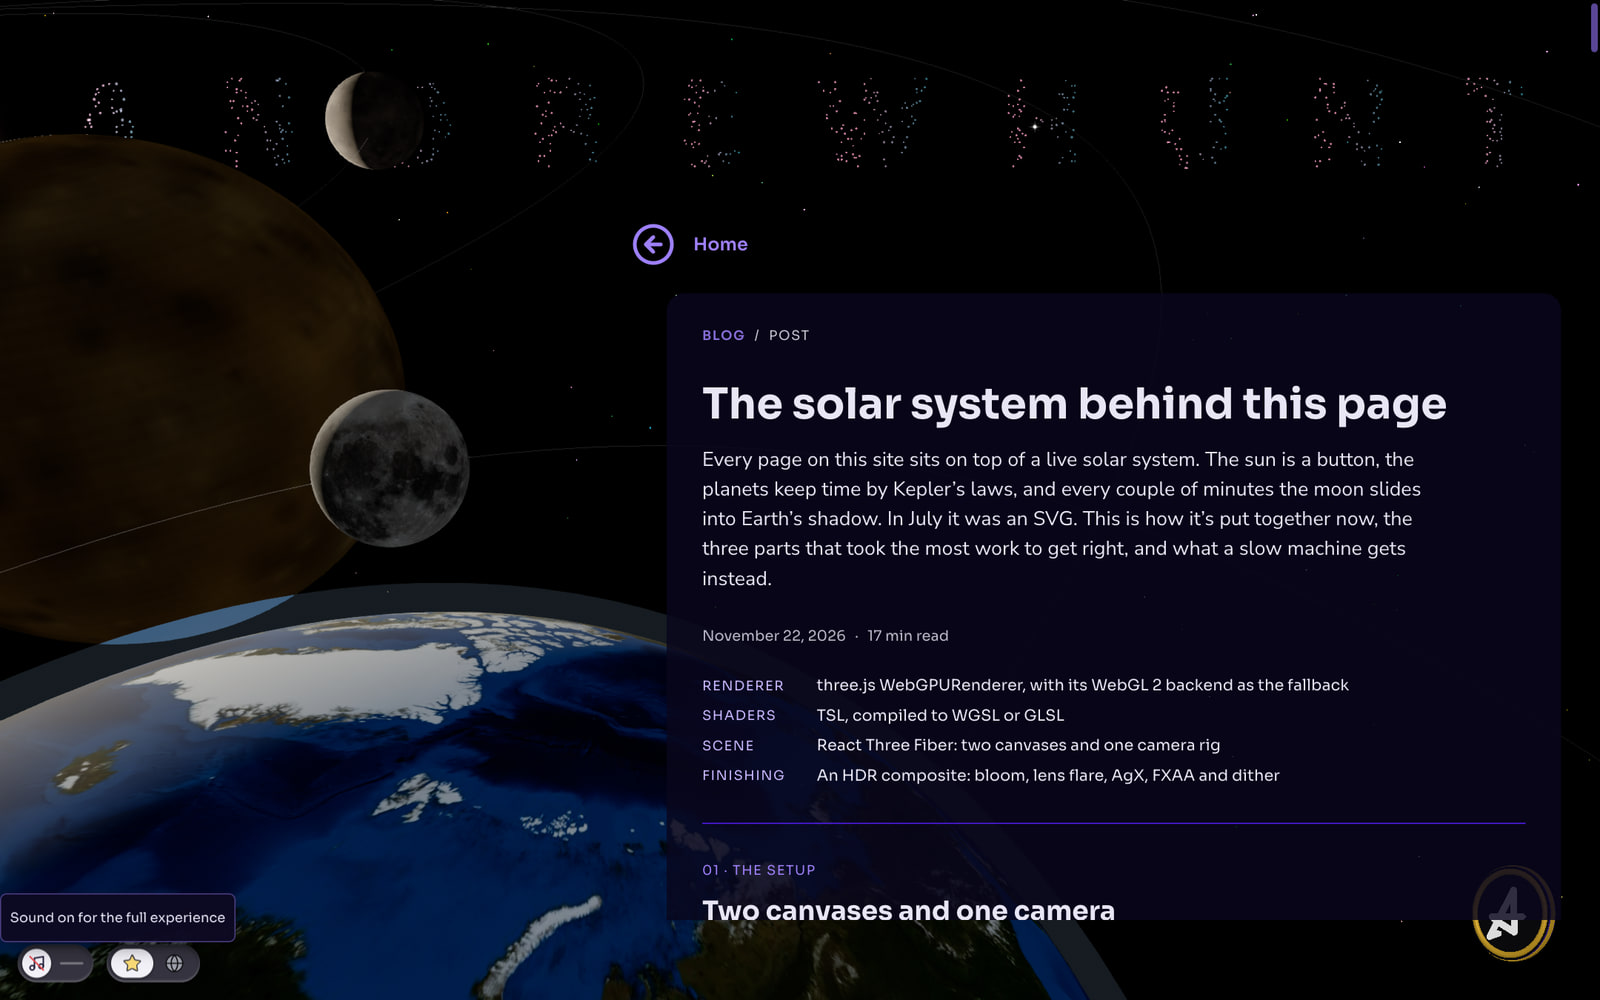 ANDREW HUNT
Home
BLOG / POST
The solar system behind this page
Every page on this site sits on top of a live solar system. The sun is a button, the
planets keep time by Kepler’s laws, and every couple of minutes the moon slides
into Earth’s shadow. In July it was an SVG. This is how it’s put together now, the
three parts that took the most work to get right, and what a slow machine gets
instead.
November 22, 2026 · 17 min read
RENDERER three.js WebGPURenderer, with its WebGL 2 backend as the fallback
SHADERS TSL, compiled to WGSL or GLSL
SCENE React Three Fiber: two canvases and one camera rig
FINISHING An HDR composite: bloom, lens flare, AgX, FXAA and dither
01 · THE SETUP
Two canvases and one camera
Sound on for the full experience